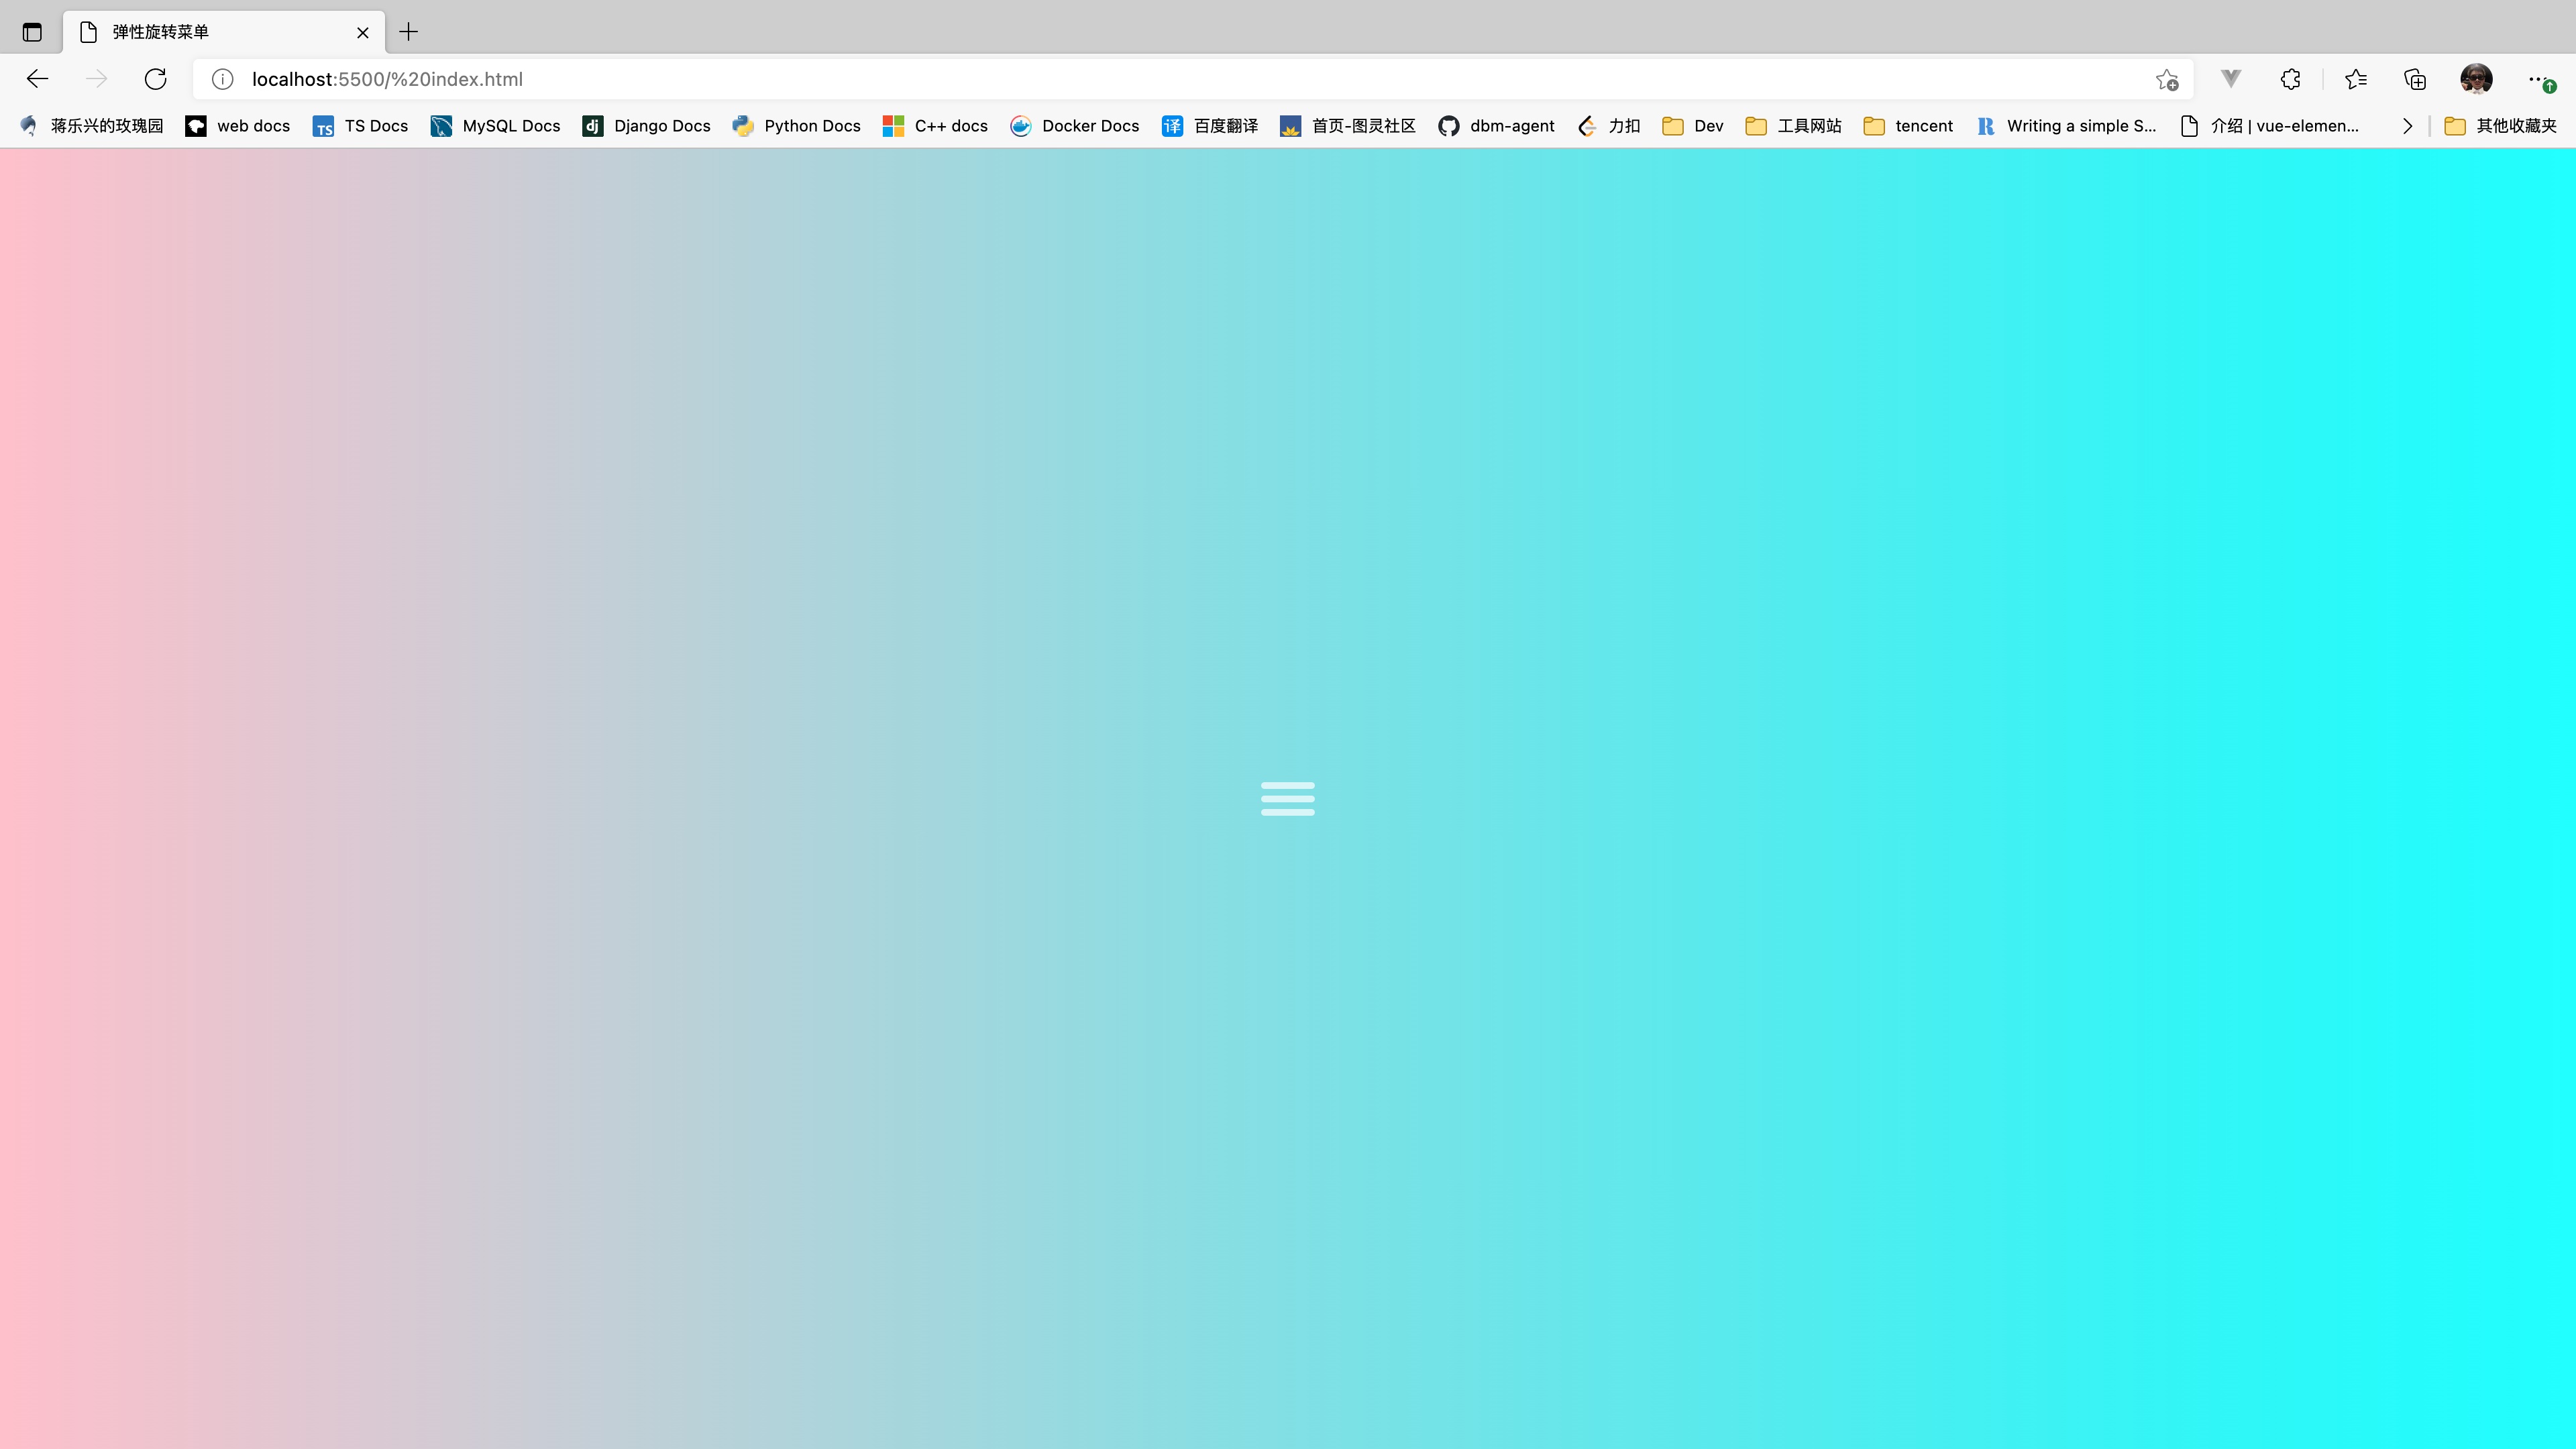 弹性旋转菜单
localhost:5500/%20index.html
蒋乐兴的玫瑰园 web docs TS TS Docs MySQL Docs dj Django Docs Python Docs C++ docs Docker Docs 译 百度翻译 首页-图灵社区 dbm-agent 力扣 Dev 工具网站 tencent R Writing a simple S... 介绍 | vue-elemen... 其他收藏夹